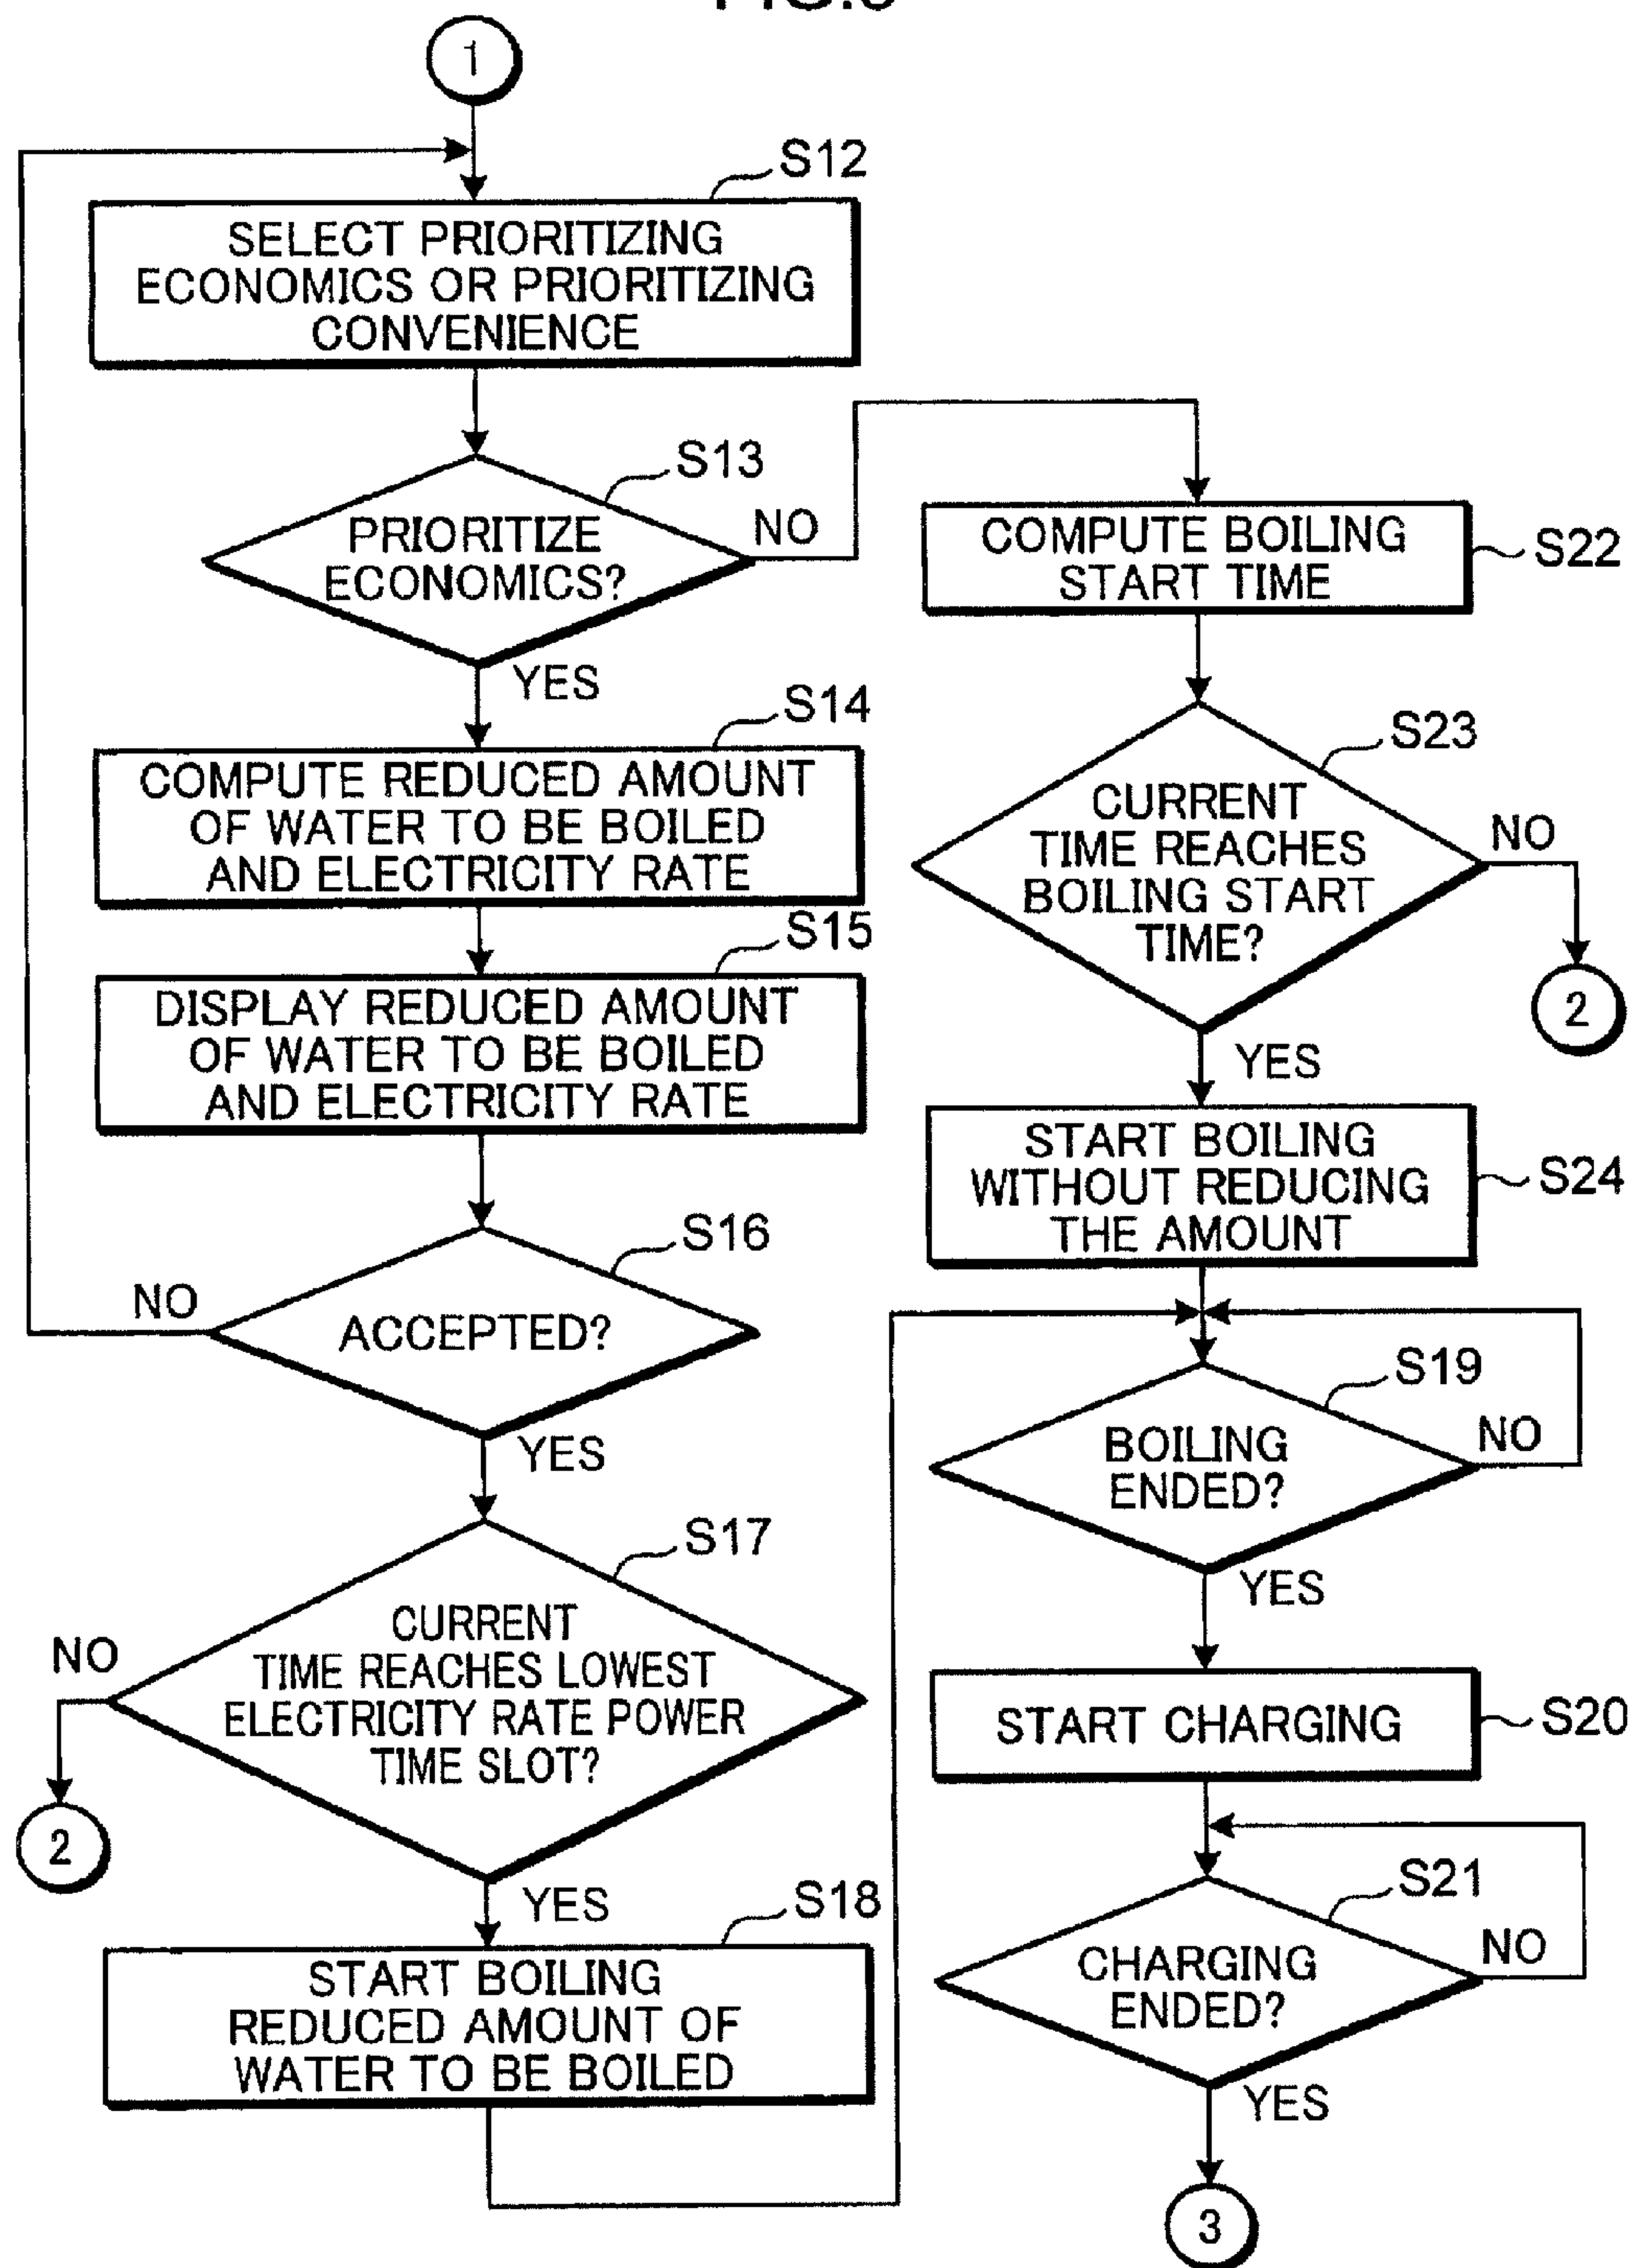 1
S12
SELECT PRIORITIZING
ECONOMICS OR PRIORITIZING
CONVENIENCE
S13
PRIORITIZE
ECONOMICS?
NO
YES
S14
COMPUTE REDUCED AMOUNT
OF WATER TO BE BOILED
AND ELECTRICITY RATE
S15
DISPLAY REDUCED AMOUNT
OF WATER TO BE BOILED
AND ELECTRICITY RATE
S16
NO
ACCEPTED?
YES
S17
NO
CURRENT
TIME REACHES LOWEST
ELECTRICITY RATE POWER
TIME SLOT?
2
YES
S18
START BOILING
REDUCED AMOUNT OF
WATER TO BE BOILED
COMPUTE BOILING
START TIME
S22
S23
CURRENT
TIME REACHES
BOILING START
TIME?
NO
2
YES
START BOILING
WITHOUT REDUCING
THE AMOUNT
S24
S19
BOILING
ENDED?
NO
YES
START CHARGING
S20
S21
CHARGING
ENDED?
NO
YES
3